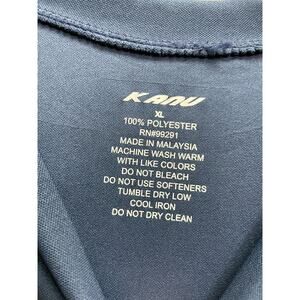 KANU
XL
100% POLYESTER
RN#99291
MADE IN MALAYSIA
MACHINE WASH WARM
WITH LIKE COLORS
DO NOT BLEACH
DO NOT USE SOFTENERS
TUMBLE DRY LOW
COOL IRON
DO NOT DRY CLEAN